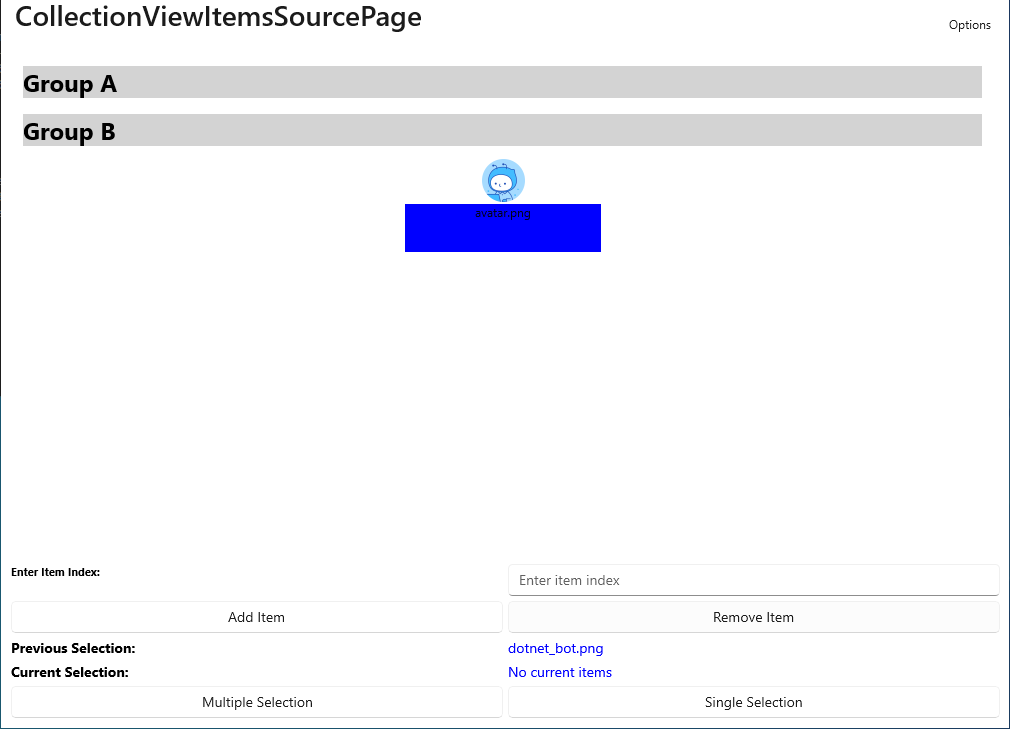 CollectionViewItemsSourcePage
Options
Group A
Group B
avatar.png
Enter Item Index:
Enter item index
Add Item
Remove Item
Previous Selection:
dotnet_bot.png
Current Selection:
No current items
Multiple Selection
Single Selection